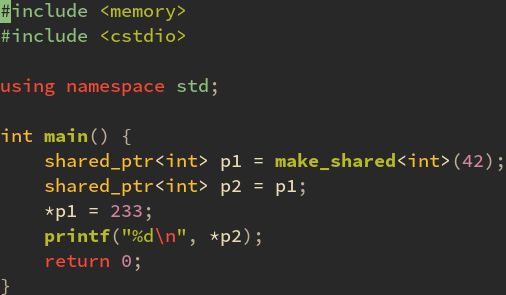 #include <memory>
#include <cstdio>

using namespace std;

int main() {
    shared_ptr<int> p1 = make_shared<int>(42);
    shared_ptr<int> p2 = p1;
    *p1 = 233;
    printf("%d\n", *p2);
    return 0;
}